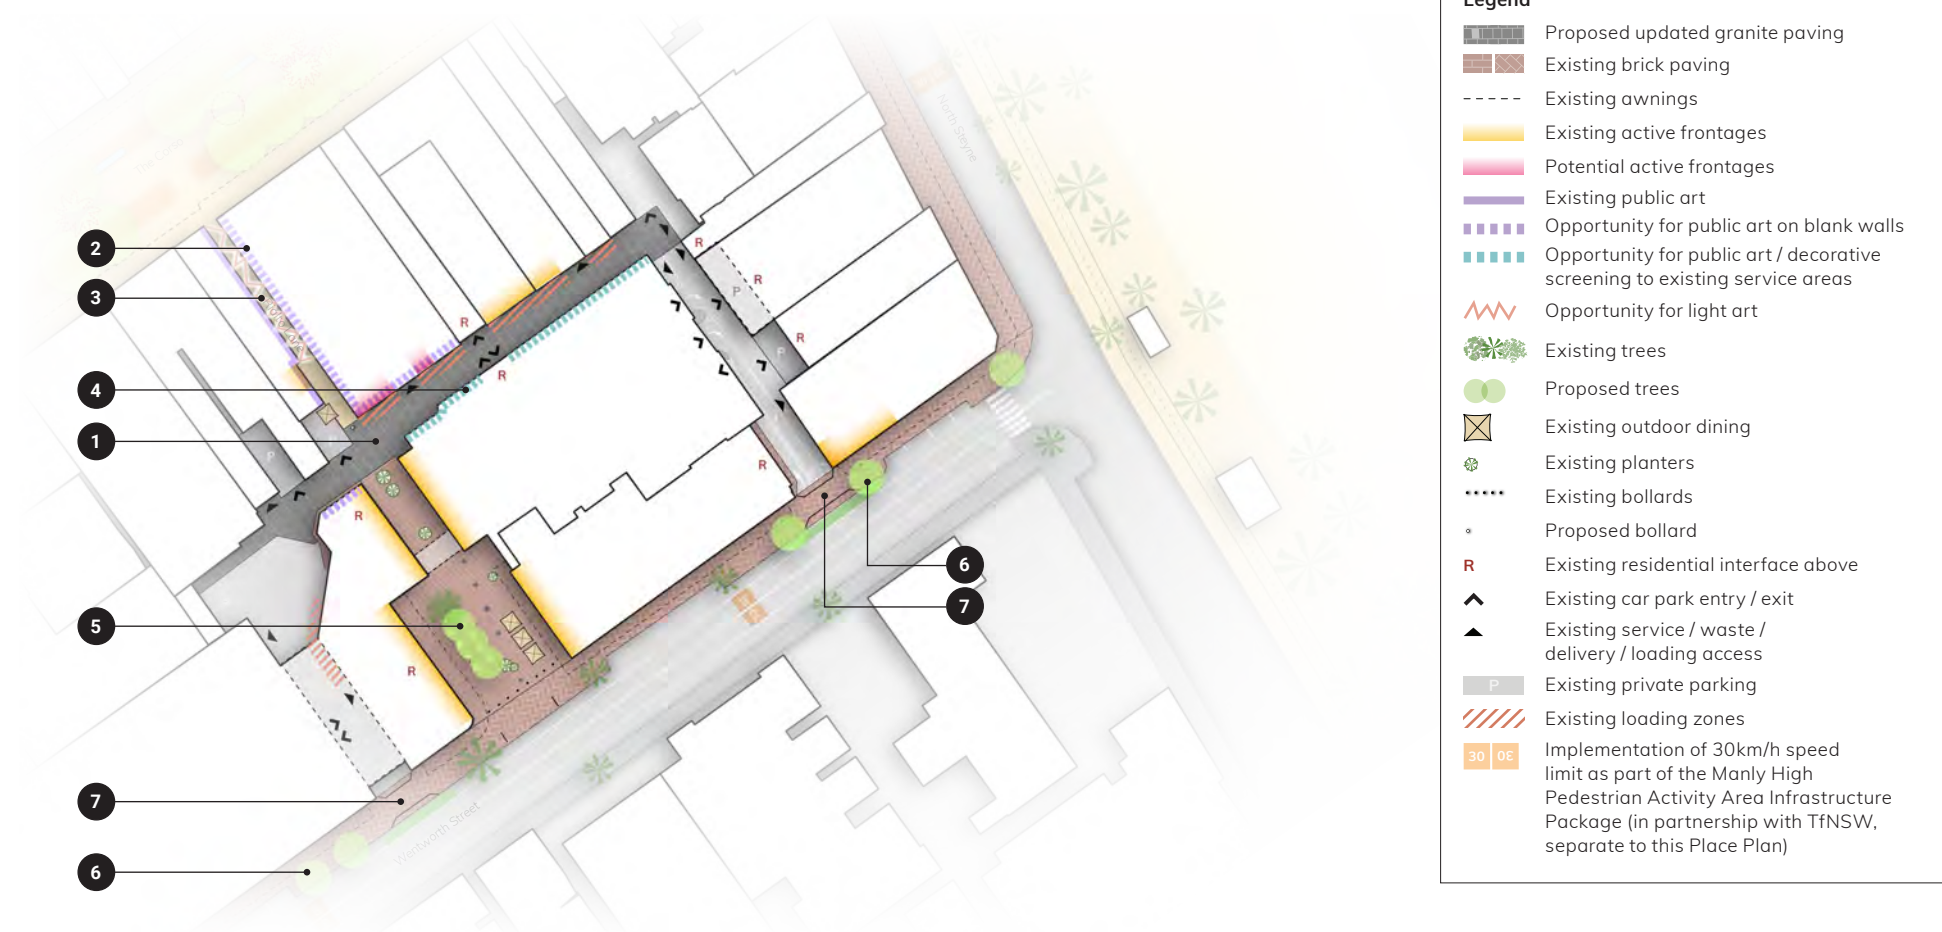 The Corso
North Steyne
2
3
4
1
5
7
6
6
7
R
R
R
R
R
R
R
R
P
P
P
Wentworth Street
Legend
Proposed updated granite paving
Existing brick paving
Existing awnings
Existing active frontages
Potential active frontages
Existing public art
Opportunity for public art on blank walls
Opportunity for public art / decorative
screening to existing service areas
Opportunity for light art
Existing trees
Proposed trees
Existing outdoor dining
Existing planters
Existing bollards
Proposed bollard
R Existing residential interface above
Existing car park entry / exit
Existing service / waste /
delivery / loading access
P Existing private parking
Existing loading zones
30 30 Implementation of 30km/h speed
limit as part of the Manly High
Pedestrian Activity Area Infrastructure
Package (in partnership with TfNSW,
separate to this Place Plan)